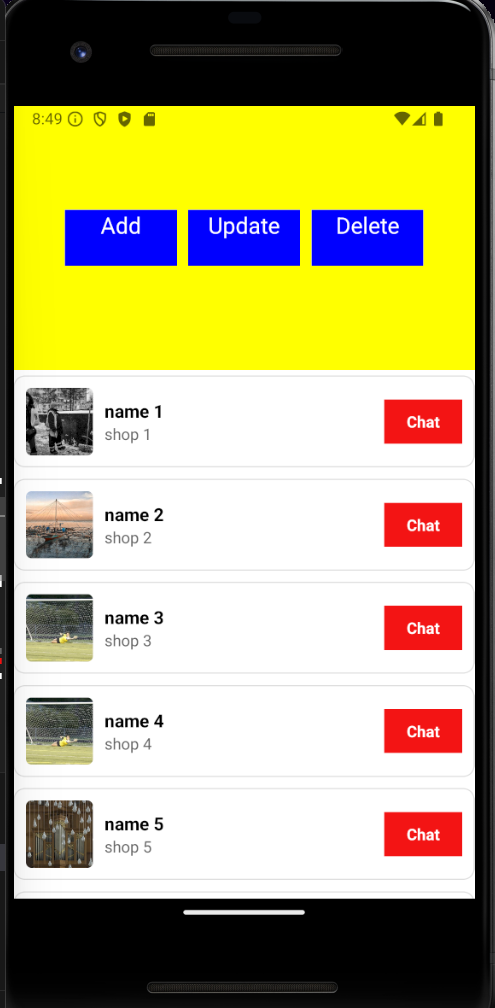 8:49
Add Update Delete
name 1
shop 1
Chat
name 2
shop 2
Chat
name 3
shop 3
Chat
name 4
shop 4
Chat
name 5
shop 5
Chat